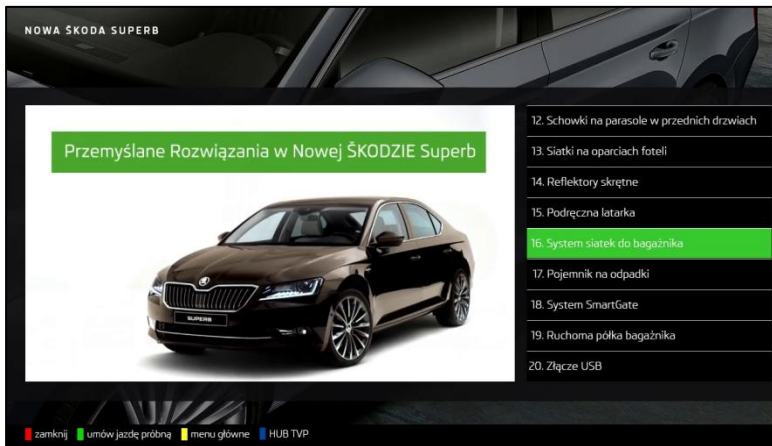 NOWA ŠKODA SUPERB
Przemyślane Rozwiązania w Nowej ŠKODZIE Superb
SUPERB
12. Schowki na parasole w przednich drzwiach
13. Siatki na oparciach foteli
14. Reflektory skrętne
15. Podręczna latarka
16. System siatek do bagażnika
17. Pojemnik na odpadki
18. System SmartGate
19. Ruchoma półka bagażnika
20. Złącze USB
zamknij umów jazdę próbną menu główne HUB TVP